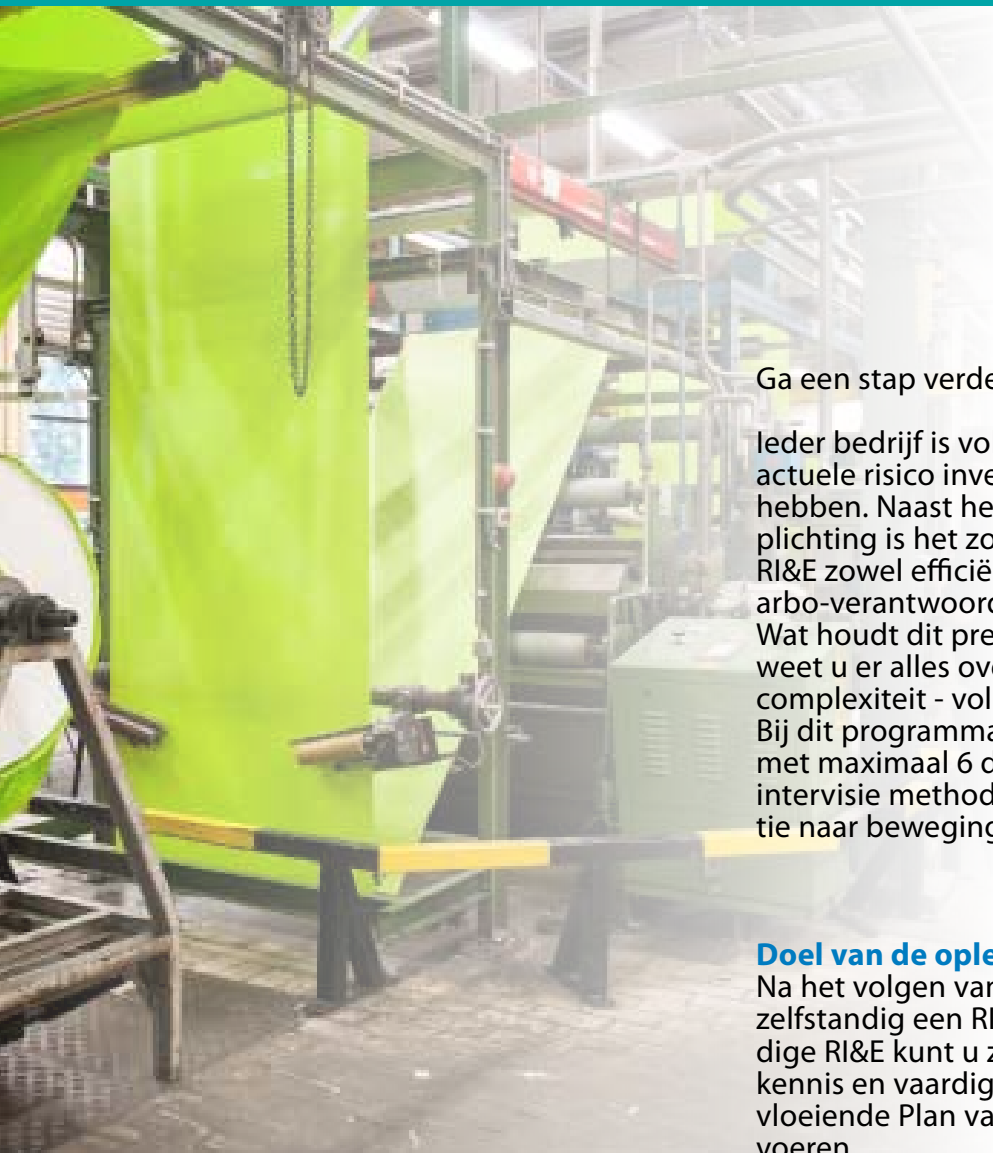 Ga een stap verde
Ieder bedrijf is vo
actuele risico inve
hebben. Naast he
plichting is het zo
RI&E zowel efficië
arbo-verantwoord
Wat houdt dit pre
weet u er alles ove
complexiteit - vol
Bij dit programma
met maximaal 6 d
intervisie method
tie naar beweging
Doel van de ople
Na het volgen van
zelfstandig een RI
dige RI&E kunt u z
kennis en vaardig
vloeiende Plan va
voeren